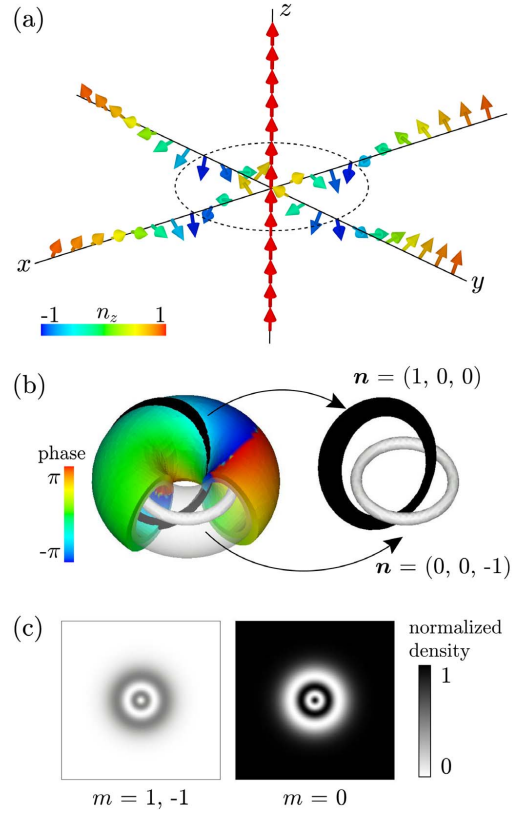 (a)
z
x
y
-1 n_z 1
(b)
n = (1, 0, 0)
phase
π
-π
n = (0, 0, -1)
(c)
normalized
density
1
0
m = 1, -1
m = 0